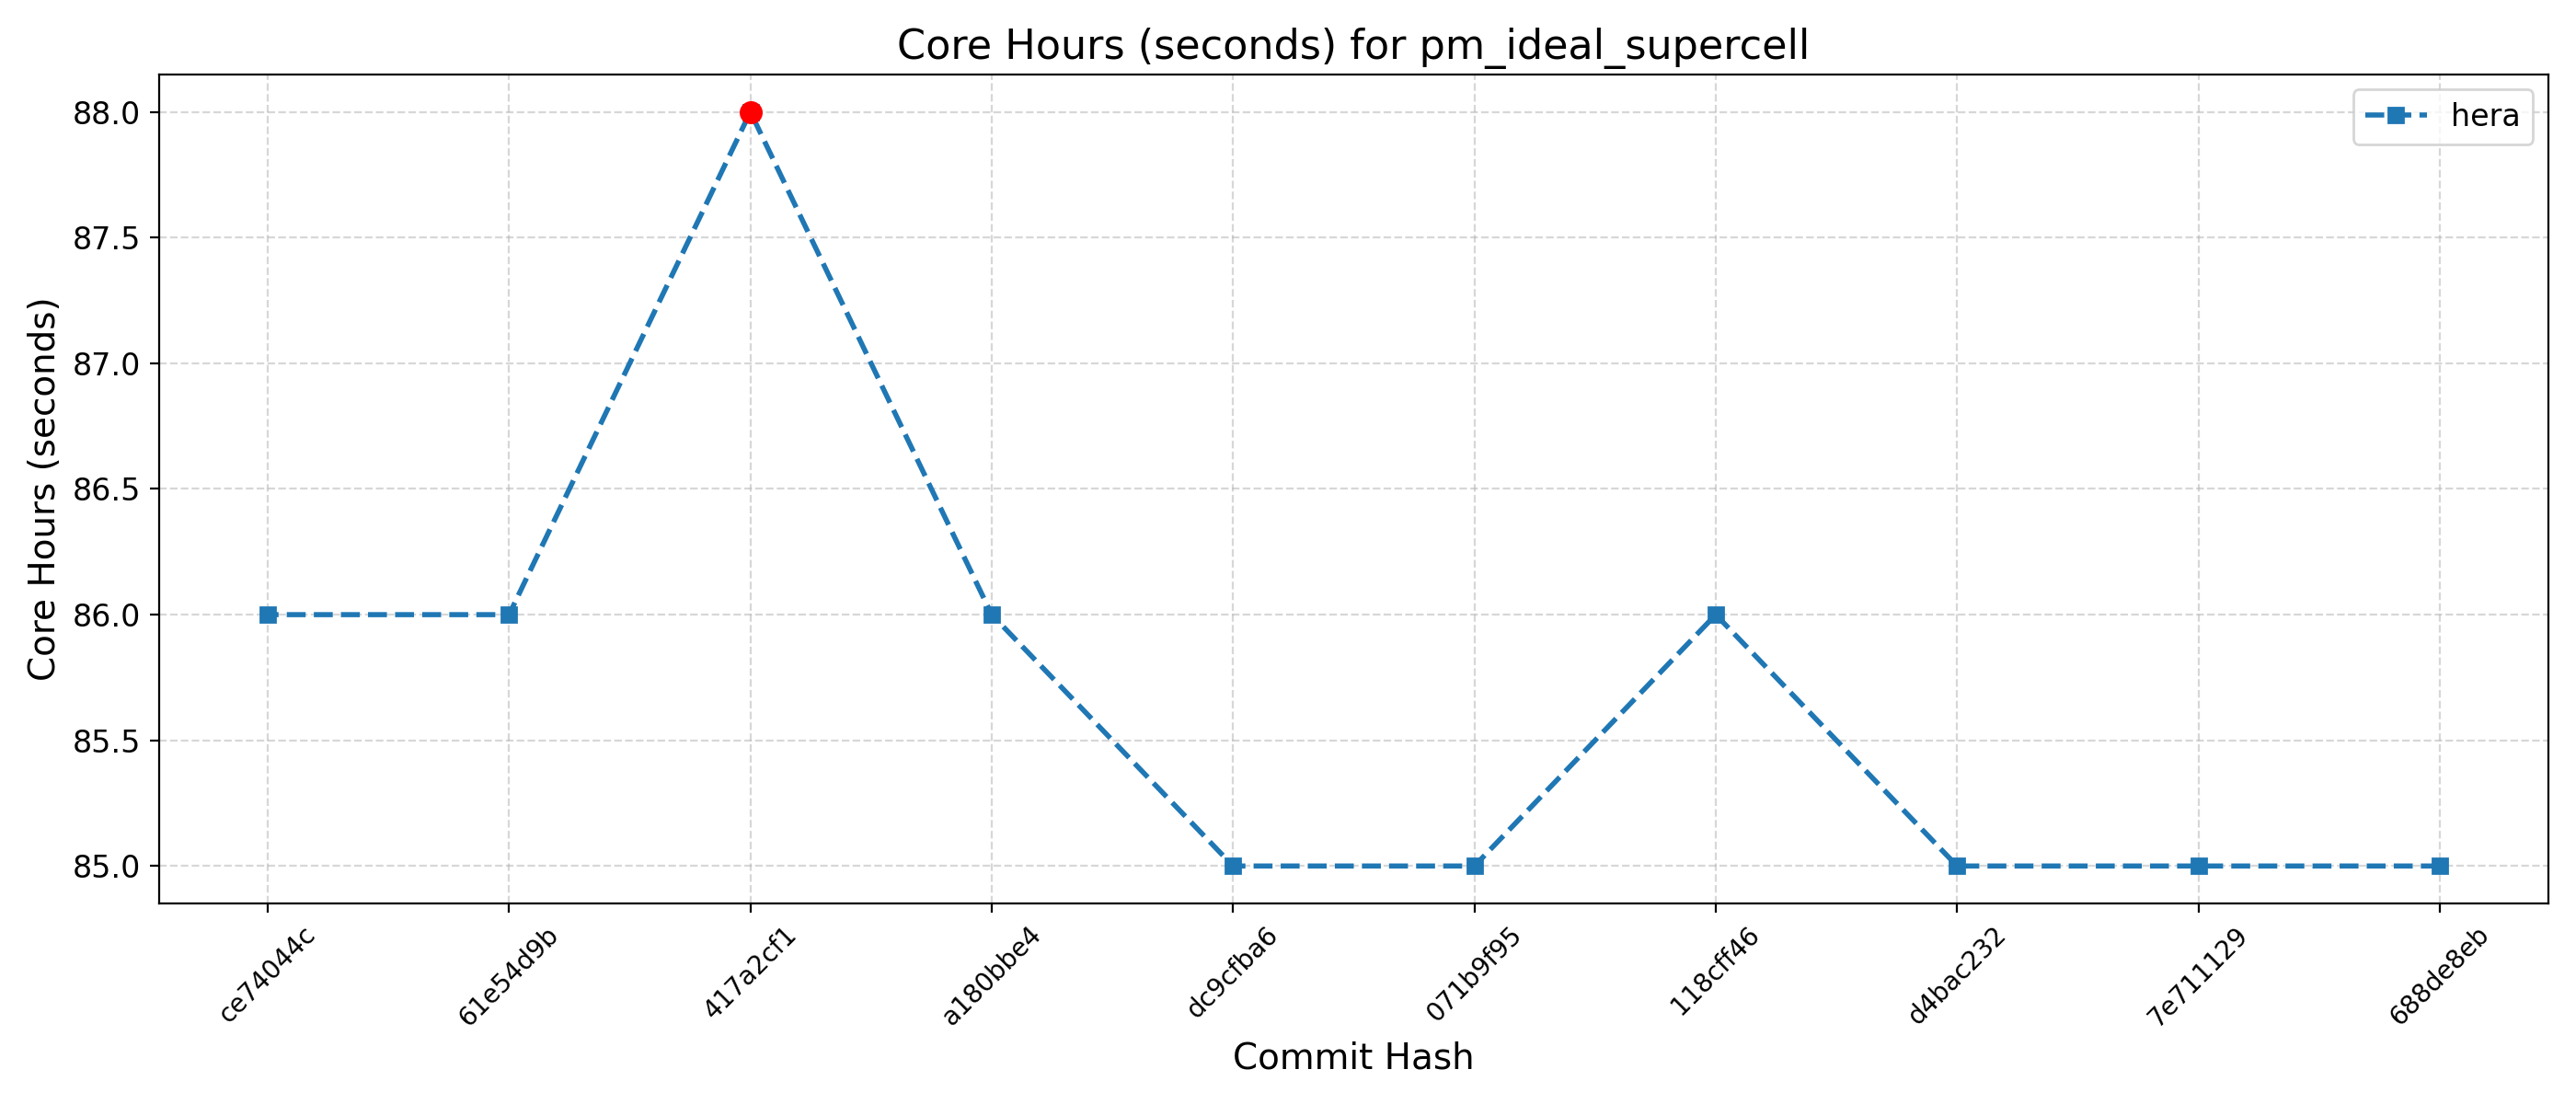 Core Hours (seconds) for pm_ideal_supercell
hera
Core Hours (seconds)
88.0
87.5
87.0
86.5
86.0
85.5
85.0
ce74044c
61e54d9b
417a2cf1
a180bbe4
dc9cfba6
071b9f95
118cff46
d4bac232
7e711129
688de8eb
Commit Hash